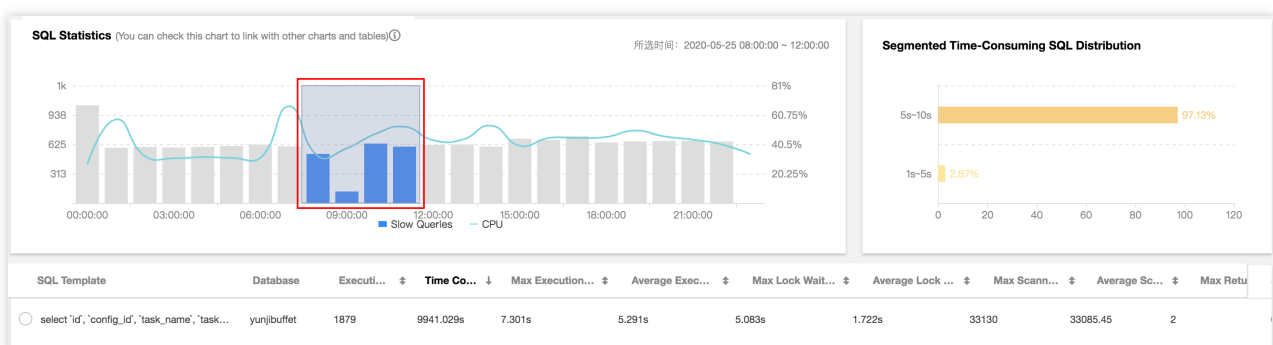 SQL Statistics (You can check this chart to link with other charts and tables)
所选时间：2020-05-25 08:00:00 ~ 12:00:00
1k
938
625
313
81%
60.75%
40.5%
20.25%
00:00:00 03:00:00 06:00:00 09:00:00 12:00:00 15:00:00 18:00:00 21:00:00
Slow Queries CPU
Segmented Time-Consuming SQL Distribution
5s~10s 97.13%
1s~5s 2.87%
0 20 40 60 80 100 120
SQL Template Database Executi... Time Co... Max Execution... Average Exec... Max Lock Wait... Average Lock ... Max Scann... Average Sc... Max Retu
select `id`, `config_id`, `task_name`, `task... yunjibuffet 1879 9941.029s 7.301s 5.291s 5.083s 1.722s 33130 33085.45 2